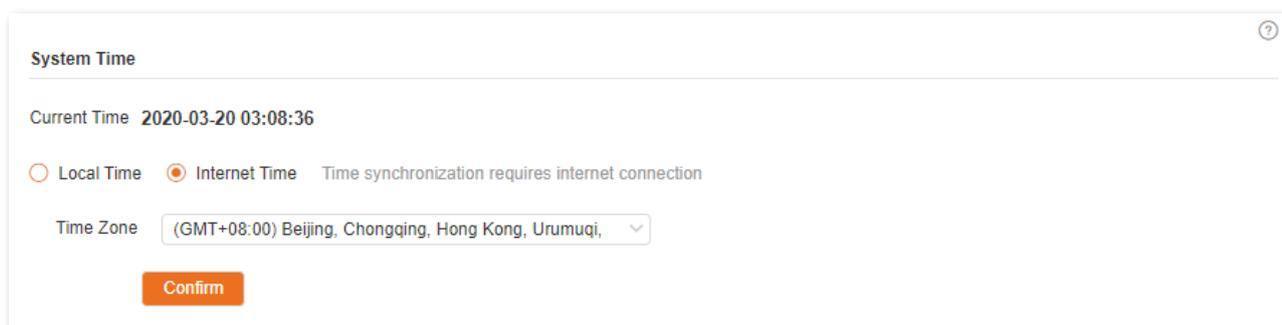 System Time
Current Time 2020-03-20 03:08:36
Local Time Internet Time Time synchronization requires internet connection
Time Zone (GMT+08:00) Beijing, Chongqing, Hong Kong, Urumuqi,
Confirm